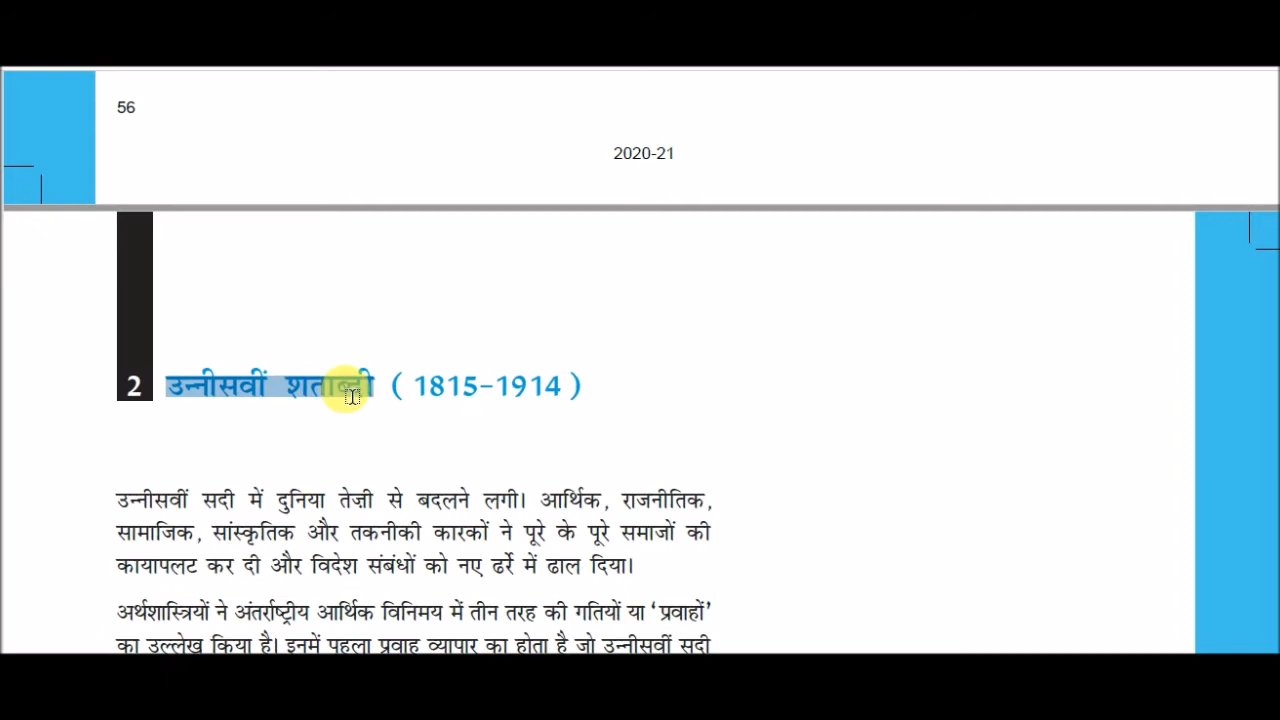 56
2020-21
2 उन्नीसवीं शताब्दी ( 1815-1914 )
उन्नीसवीं सदी में दुनिया तेज़ी से बदलने लगी। आर्थिक, राजनीतिक,
सामाजिक, सांस्कृतिक और तकनीकी कारकों ने पूरे के पूरे समाजों की
कायापलट कर दी और विदेश संबंधों को नए ढर्रे में ढाल दिया।
अर्थशास्त्रियों ने अंतर्राष्ट्रीय आर्थिक विनिमय में तीन तरह की गतियों या ‘प्रवाहों’
का उल्लेख किया है। इनमें पहला प्रवाह व्यापार का होता है जो उन्नीसवीं सदी